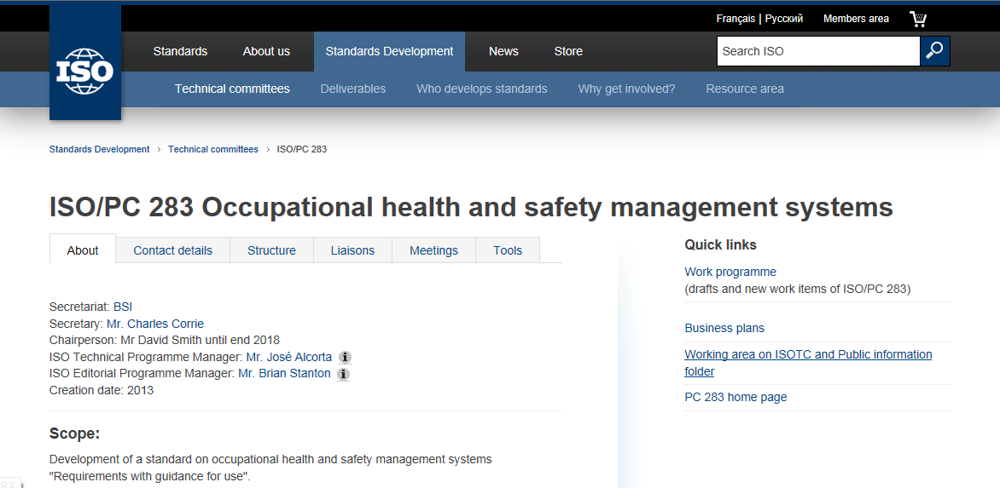 Français | Русский Members area
ISO
Standards About us Standards Development News Store Search ISO
Technical committees Deliverables Who develops standards Why get involved? Resource area
Standards Development › Technical committees › ISO/PC 283
ISO/PC 283 Occupational health and safety management systems
About Contact details Structure Liaisons Meetings Tools
Secretariat: BSI
Secretary: Mr. Charles Corrie
Chairperson: Mr David Smith until end 2018
ISO Technical Programme Manager: Mr. José Alcorta i
ISO Editorial Programme Manager: Mr. Brian Stanton i
Creation date: 2013
Scope:
Development of a standard on occupational health and safety management systems
"Requirements with guidance for use".
Quick links
Work programme
(drafts and new work items of ISO/PC 283)
Business plans
Working area on ISOTC and Public information
folder
PC 283 home page